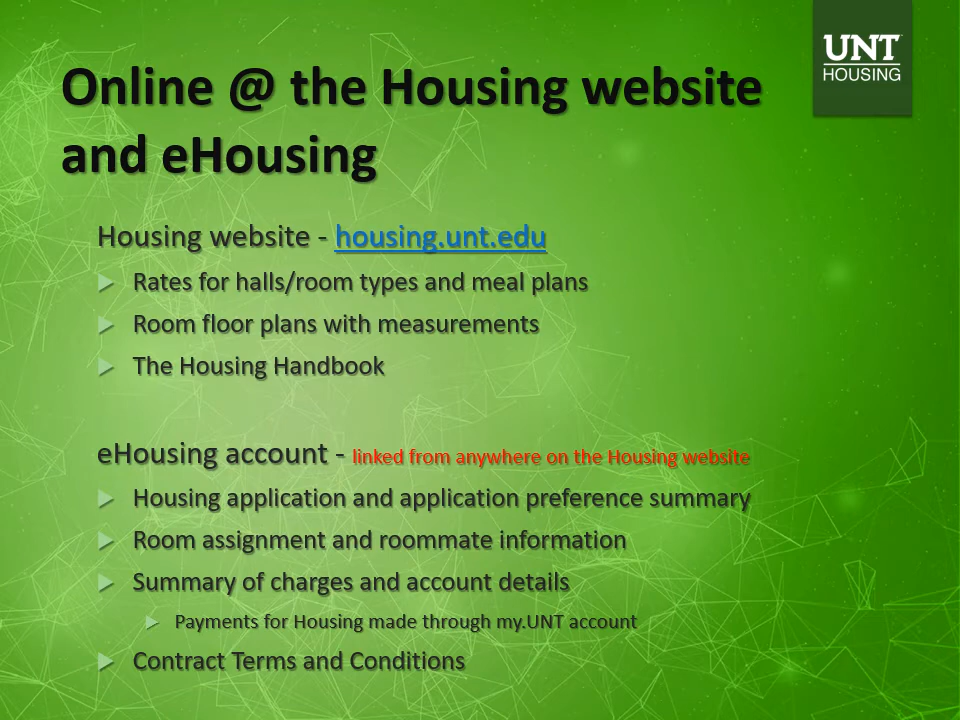 UNT
HOUSING
Online @ the Housing website
and eHousing
Housing website - housing.unt.edu
Rates for halls/room types and meal plans
Room floor plans with measurements
The Housing Handbook
eHousing account - linked from anywhere on the Housing website
Housing application and application preference summary
Room assignment and roommate information
Summary of charges and account details
Payments for Housing made through my.UNT account
Contract Terms and Conditions